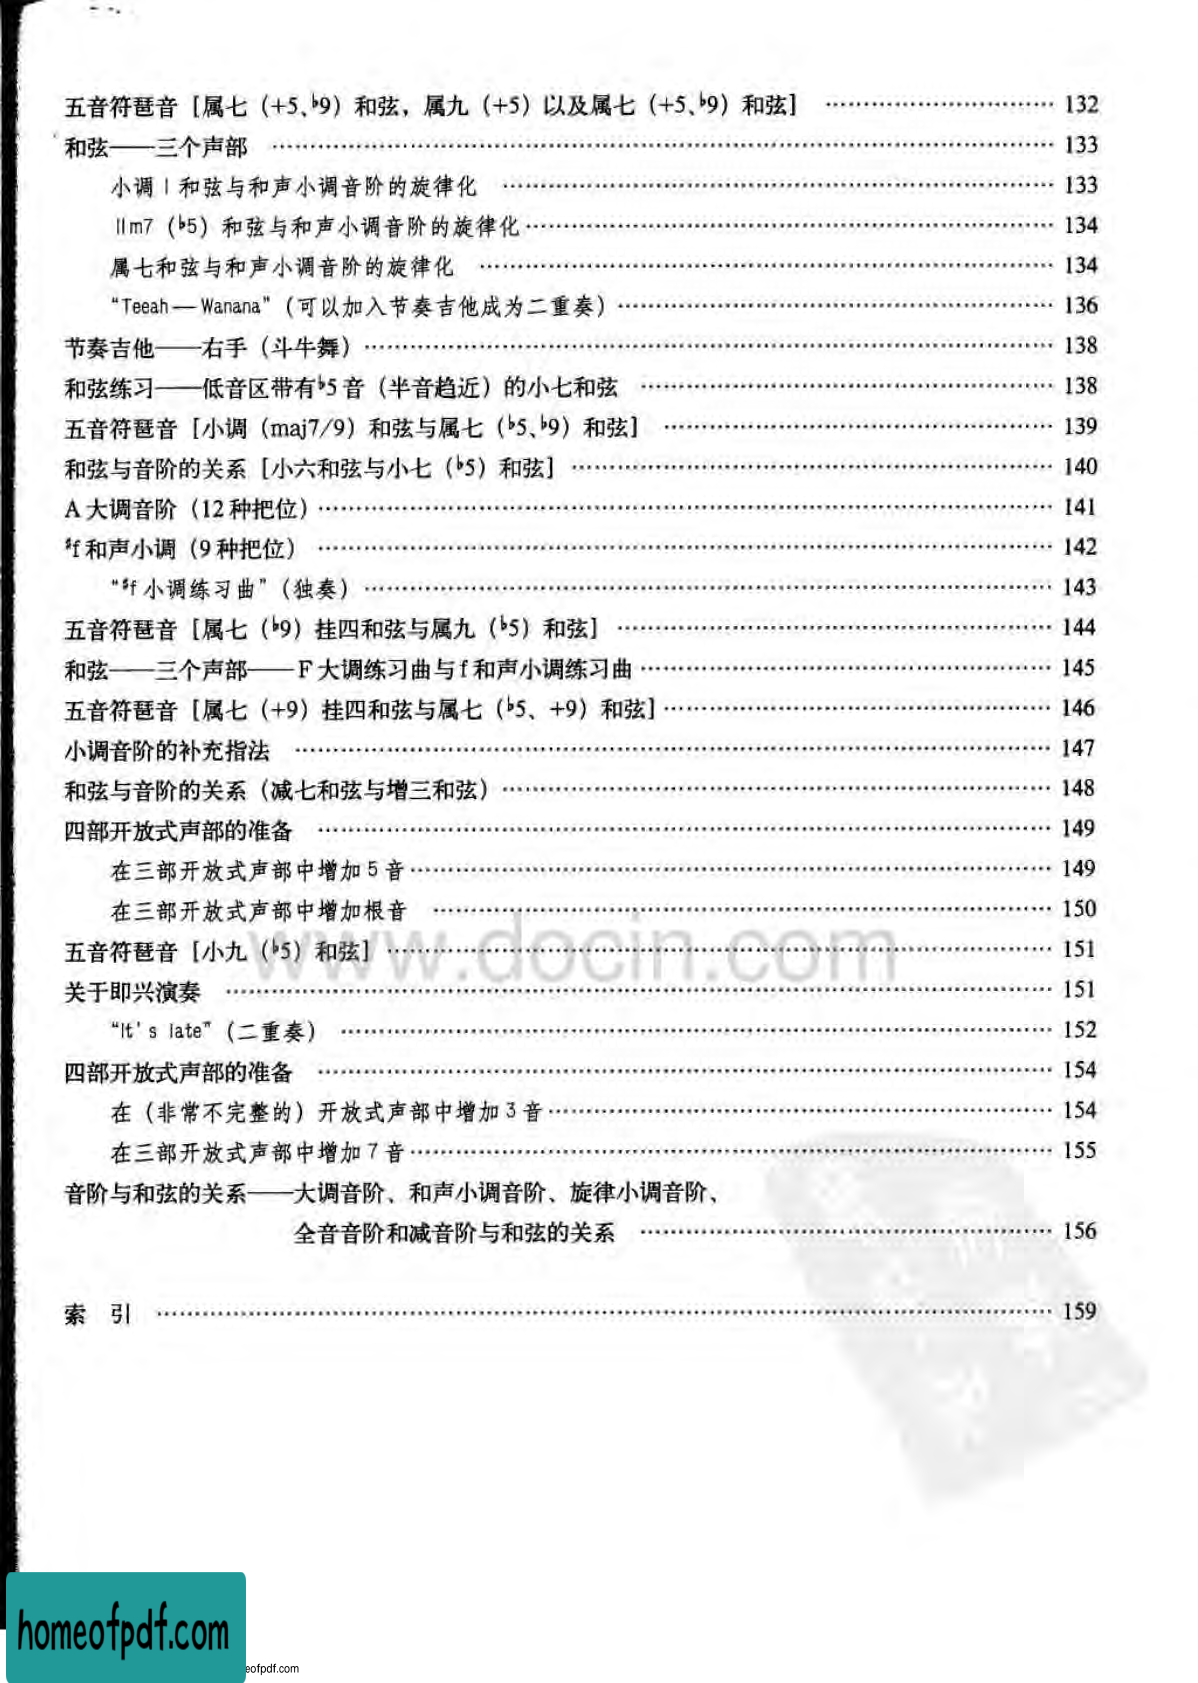 五音符琶音［属七（+5、♭9）和弦，属九（+5）以及属七（+5、♭9）和弦］ …………………… 132
和弦——三个声部 …………………… 133
小调Ⅰ和弦与和声小调音阶的旋律化 …………………… 133
Ⅱm7（♭5）和弦与和声小调音阶的旋律化 …………………… 134
属七和弦与和声小调音阶的旋律化 …………………… 134
“Teeah — Wanana”（可以加入节奏吉他成为二重奏） …………………… 136
节奏吉他——右手（斗牛舞） …………………… 138
和弦练习——低音区带有♭5音（半音趋近）的小七和弦 …………………… 138
五音符琶音［小调（maj7/9）和弦与属七（♭5、♭9）和弦］ …………………… 139
和弦与音阶的关系［小六和弦与小七（♭5）和弦］ …………………… 140
A大调音阶（12种把位） …………………… 141
♯f和声小调（9种把位） …………………… 142
“♯f小调练习曲”（独奏） …………………… 143
五音符琶音［属七（♭9）挂四和弦与属九（♭5）和弦］ …………………… 144
和弦——三个声部——F大调练习曲与f和声小调练习曲 …………………… 145
五音符琶音［属七（+9）挂四和弦与属七（♭5、+9）和弦］ …………………… 146
小调音阶的补充指法 …………………… 147
和弦与音阶的关系（减七和弦与增三和弦） …………………… 148
四部开放式声部的准备 …………………… 149
在三部开放式声部中增加5音 …………………… 149
在三部开放式声部中增加根音 …………………… 150
www.docin.com
五音符琶音［小九（♭5）和弦］ …………………… 151
关于即兴演奏 …………………… 151
“It's late”（二重奏） …………………… 152
四部开放式声部的准备 …………………… 154
在（非常不完整的）开放式声部中增加3音 …………………… 154
在三部开放式声部中增加7音 …………………… 155
音阶与和弦的关系——大调音阶、和声小调音阶、旋律小调音阶、
全音音阶和减音阶与和弦的关系 …………………… 156
索　引 …………………… 159
homeofpdf.com
eofpdf.com